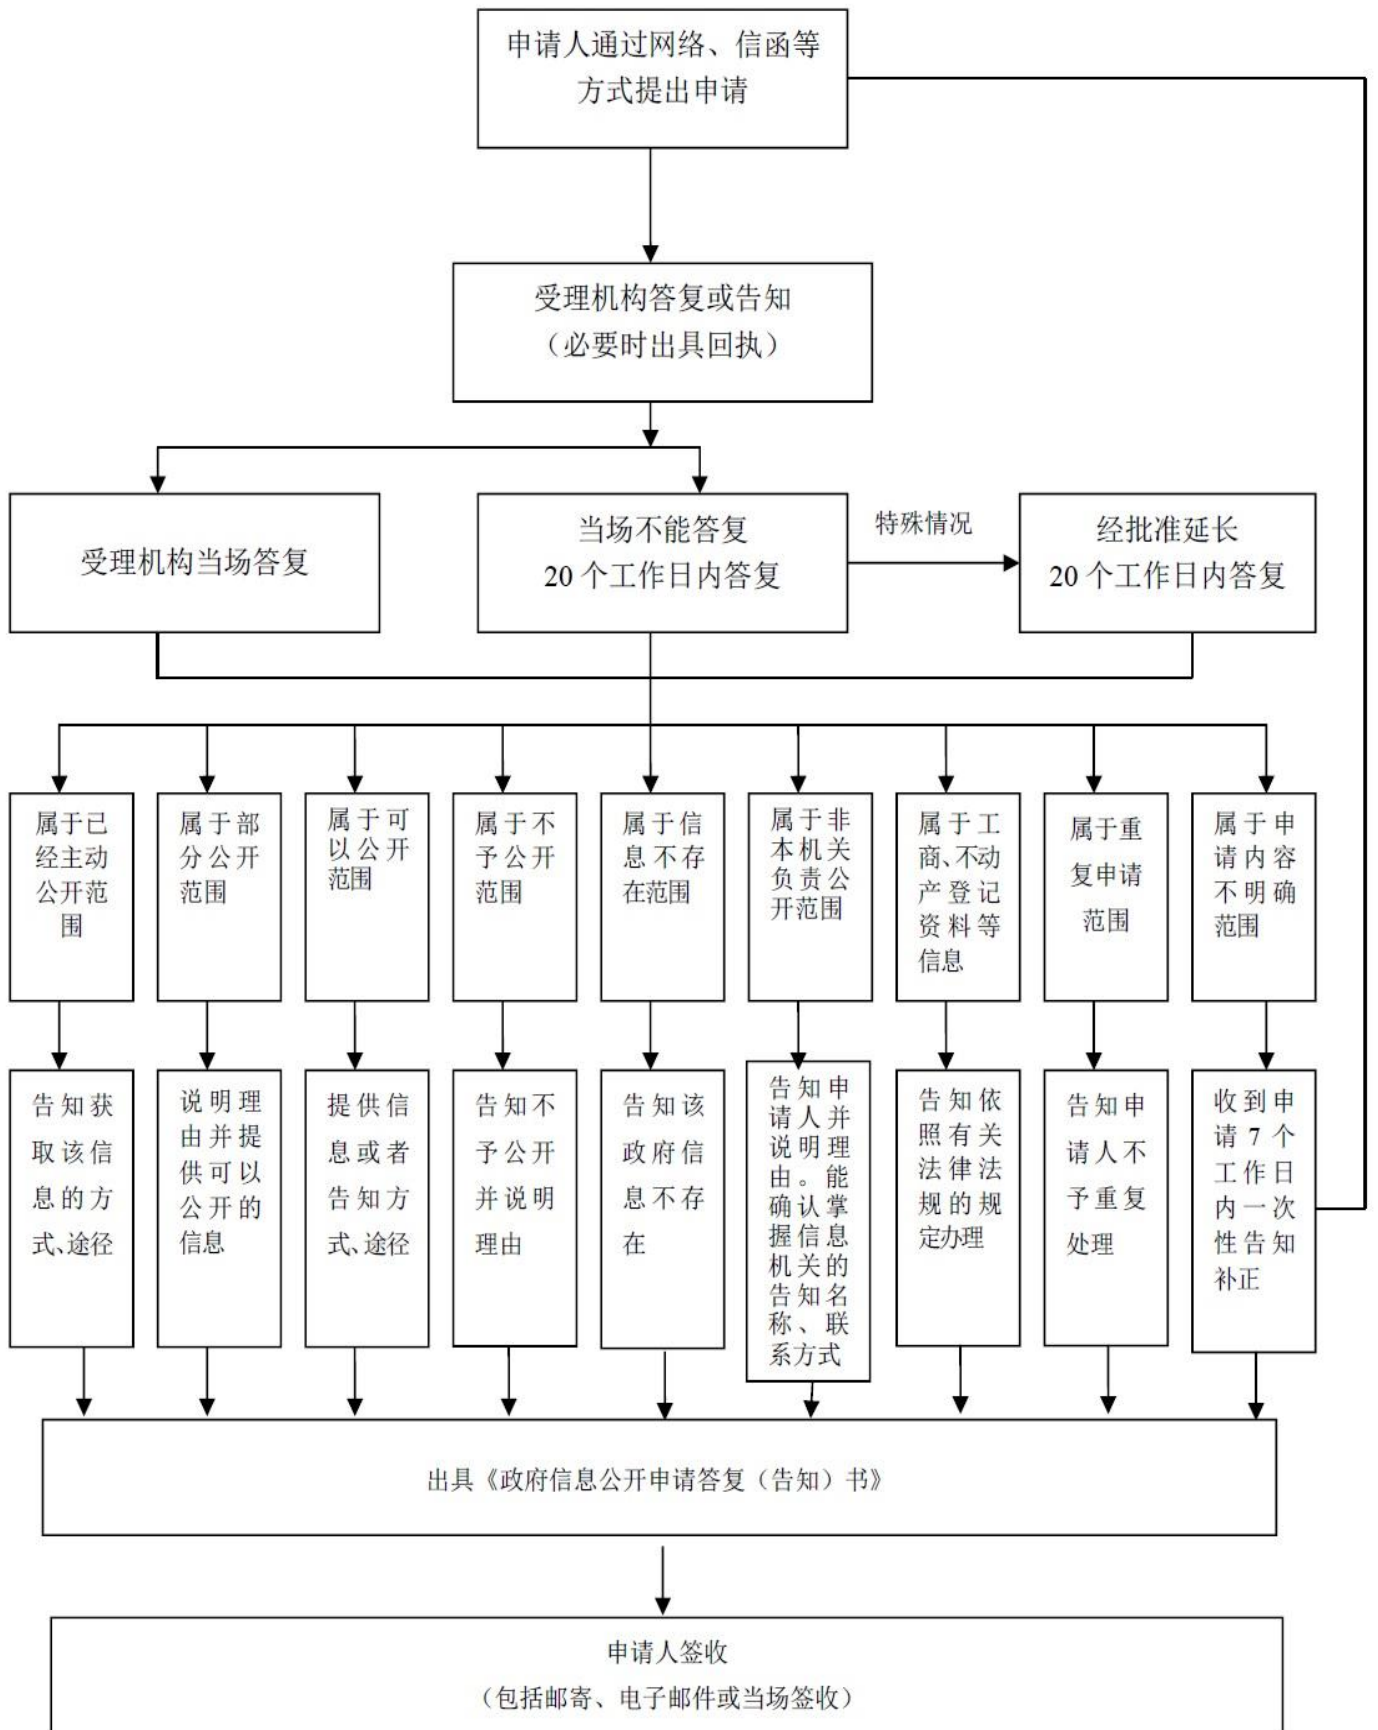 申请人通过网络、信函等
方式提出申请
受理机构答复或告知
（必要时出具回执）
受理机构当场答复
当场不能答复
20 个工作日内答复
特殊情况
经批准延长
20 个工作日内答复
属于已
经主动
公开范
围
属于部
分公开
范围
属于可
以公开
范围
属于不
予公开
范围
属于信
息不存
在范围
属于非
本机关
负责公
开范围
属于工
商、不动
产登记
资料等
信息
属于重
复申请
范围
属于申
请内容
不明确
范围
告知获
取该信
息的方
式、途径
说明理
由并提
供可以
公开的
信息
提供信
息或者
告知方
式、途径
告知不
予公开
并说明
理由
告知该
政府信
息不存
在
告知申
请人并
说明理
由。能
确认掌
握信息
机关的
告知名
称、联
系方式
告知依
照有关
法律法
规的规
定办理
告知申
请人不
予重复
处理
收到申
请 7 个
工作日
内一次
性告知
补正
出具《政府信息公开申请答复（告知）书》
申请人签收
（包括邮寄、电子邮件或当场签收）